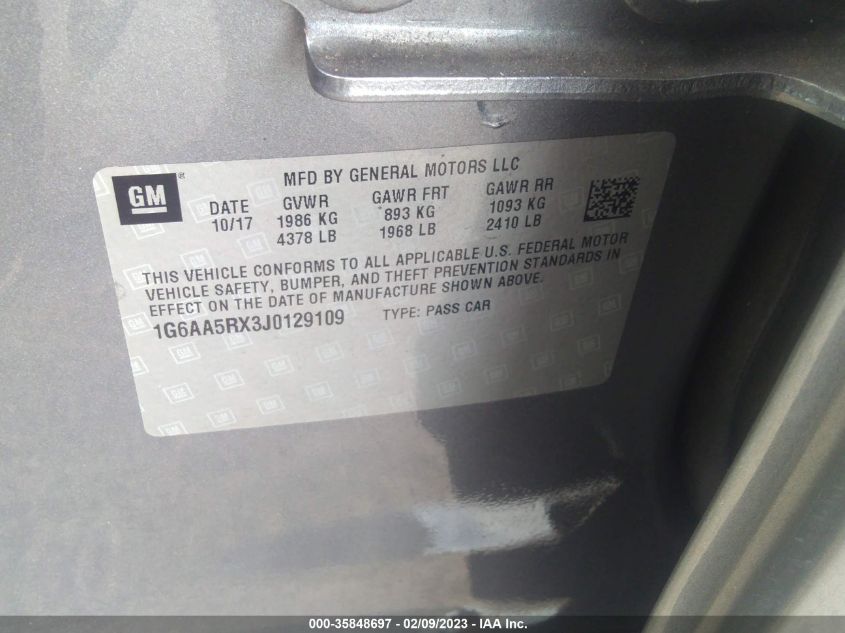 GM ®
MFD BY GENERAL MOTORS LLC
DATE GVWR GAWR FRT GAWR RR
10/17 1986 KG 893 KG 1093 KG
4378 LB 1968 LB 2410 LB
THIS VEHICLE CONFORMS TO ALL APPLICABLE U.S. FEDERAL MOTOR
VEHICLE SAFETY, BUMPER, AND THEFT PREVENTION STANDARDS IN
EFFECT ON THE DATE OF MANUFACTURE SHOWN ABOVE.
1G6AA5RX3J0129109 TYPE: PASS CAR
000-35848697 - 02/09/2023 - IAA Inc.